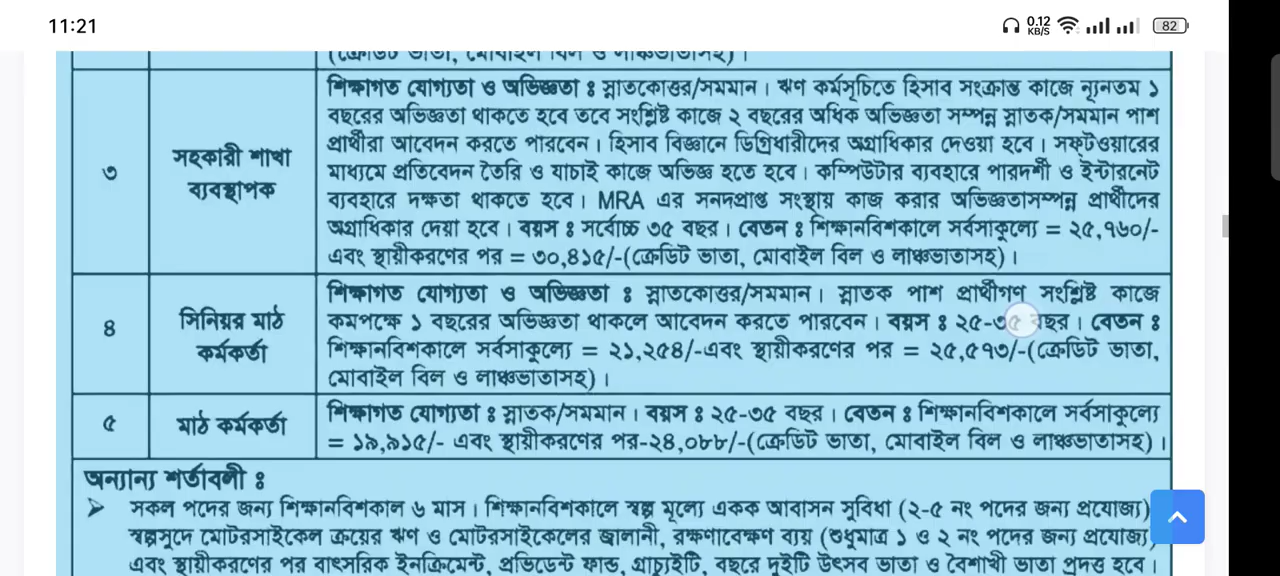 11:21
0.12 KB/S
82
(ক্রেডিট ভাতা, মোবাইল বিল ও লাঞ্চভাতাসহ)।
৩
সহকারী শাখা
ব্যবস্থাপক
শিক্ষাগত যোগ্যতা ও অভিজ্ঞতা ঃ স্নাতকোত্তর/সমমান। ঋণ কর্মসূচিতে হিসাব সংক্রান্ত কাজে ন্যূনতম ১
বছরের অভিজ্ঞতা থাকতে হবে তবে সংশ্লিষ্ট কাজে ২ বছরের অধিক অভিজ্ঞতা সম্পন্ন স্নাতক/সমমান পাশ
প্রার্থীরা আবেদন করতে পারবেন। হিসাব বিজ্ঞানে ডিগ্রিধারীদের অগ্রাধিকার দেওয়া হবে। সফ্টওয়ারের
মাধ্যমে প্রতিবেদন তৈরি ও যাচাই কাজে অভিজ্ঞ হতে হবে। কম্পিউটার ব্যবহারে পারদর্শী ও ইন্টারনেট
ব্যবহারে দক্ষতা থাকতে হবে। MRA এর সনদপ্রাপ্ত সংস্থায় কাজ করার অভিজ্ঞতাসম্পন্ন প্রার্থীদের
অগ্রাধিকার দেয়া হবে। বয়স ঃ সর্বোচ্চ ৩৫ বছর। বেতন ঃ শিক্ষানবিশকালে সর্বসাকুল্যে = ২৫,৭৬০/-
এবং স্থায়ীকরণের পর = ৩০,৪১৫/-(ক্রেডিট ভাতা, মোবাইল বিল ও লাঞ্চভাতাসহ)।
৪
সিনিয়র মাঠ
কর্মকর্তা
শিক্ষাগত যোগ্যতা ও অভিজ্ঞতা ঃ স্নাতকোত্তর/সমমান। স্নাতক পাশ প্রার্থীগণ সংশ্লিষ্ট কাজে
কমপক্ষে ১ বছরের অভিজ্ঞতা থাকলে আবেদন করতে পারবেন। বয়স ঃ ২৫-৩৫ বছর। বেতন ঃ
শিক্ষানবিশকালে সর্বসাকুল্যে = ২১,২৫৪/-এবং স্থায়ীকরণের পর = ২৫,৫৭৩/-(ক্রেডিট ভাতা,
মোবাইল বিল ও লাঞ্চভাতাসহ)।
৫
মাঠ কর্মকর্তা
শিক্ষাগত যোগ্যতা ঃ স্নাতক/সমমান। বয়স ঃ ২৫-৩৫ বছর। বেতন ঃ শিক্ষানবিশকালে সর্বসাকুল্যে
= ১৯,৯১৫/- এবং স্থায়ীকরণের পর-২৪,০৮৮/-(ক্রেডিট ভাতা, মোবাইল বিল ও লাঞ্চভাতাসহ)।
অন্যান্য শর্তাবলী ঃ
➢ সকল পদের জন্য শিক্ষানবিশকাল ৬ মাস। শিক্ষানবিশকালে স্বল্প মূল্যে একক আবাসন সুবিধা (২-৫ নং পদের জন্য প্রযোজ্য)
স্বল্পসুদে মোটরসাইকেল ক্রয়ের ঋণ ও মোটরসাইকেলের জ্বালানী, রক্ষণাবেক্ষণ ব্যয় (শুধুমাত্র ১ ও ২ নং পদের জন্য প্রযোজ্য)
এবং স্থায়ীকরণের পর বাৎসরিক ইনক্রিমেন্ট, প্রভিডেন্ট ফান্ড, গ্রাচ্যুইটি, বছরে দুইটি উৎসব ভাতা ও বৈশাখী ভাতা প্রদত্ত হবে।